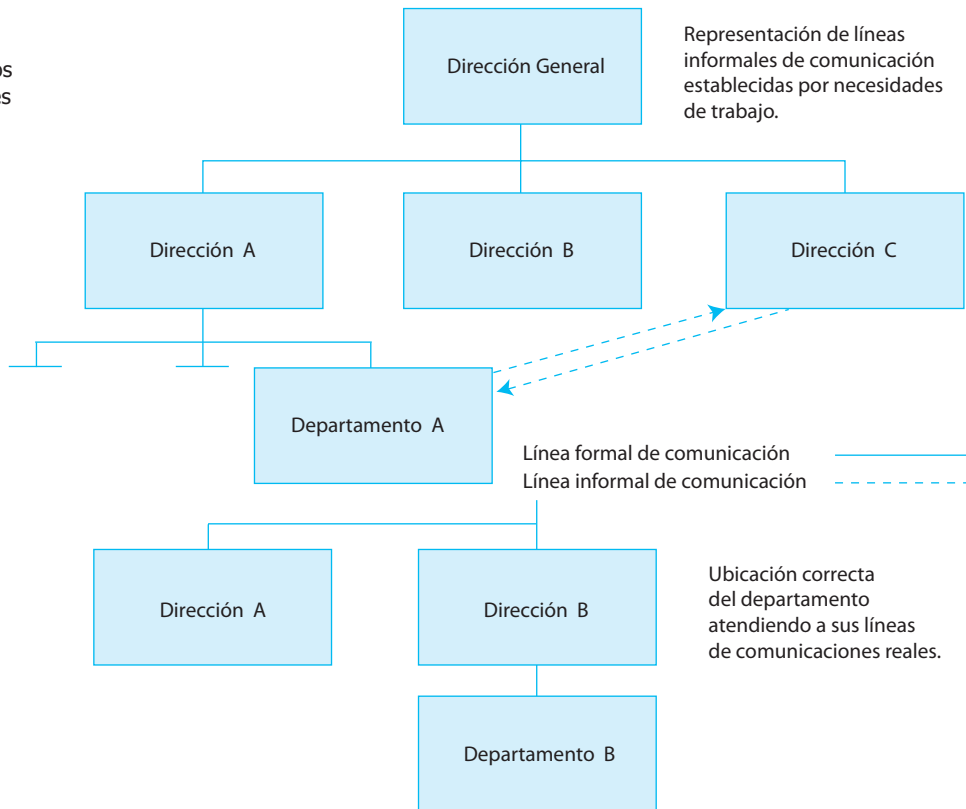 os
es
Dirección General
Representación de líneas
informales de comunicación
establecidas por necesidades
de trabajo.
Dirección A
Dirección B
Dirección C
Departamento A
Línea formal de comunicación
Línea informal de comunicación
Dirección A
Dirección B
Ubicación correcta
del departamento
atendiendo a sus líneas
de comunicaciones reales.
Departamento B